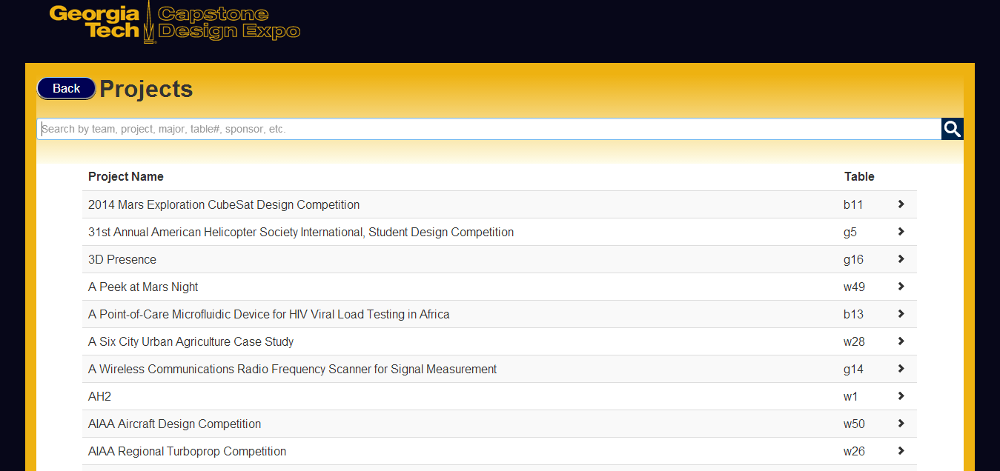 Georgia Tech Capstone Design Expo
Back Projects
Search by team, project, major, table#, sponsor, etc.
Project Name Table
2014 Mars Exploration CubeSat Design Competition b11
31st Annual American Helicopter Society International, Student Design Competition g5
3D Presence g16
A Peek at Mars Night w49
A Point-of-Care Microfluidic Device for HIV Viral Load Testing in Africa b13
A Six City Urban Agriculture Case Study w28
A Wireless Communications Radio Frequency Scanner for Signal Measurement g14
AH2 w1
AIAA Aircraft Design Competition w50
AIAA Regional Turboprop Competition w26